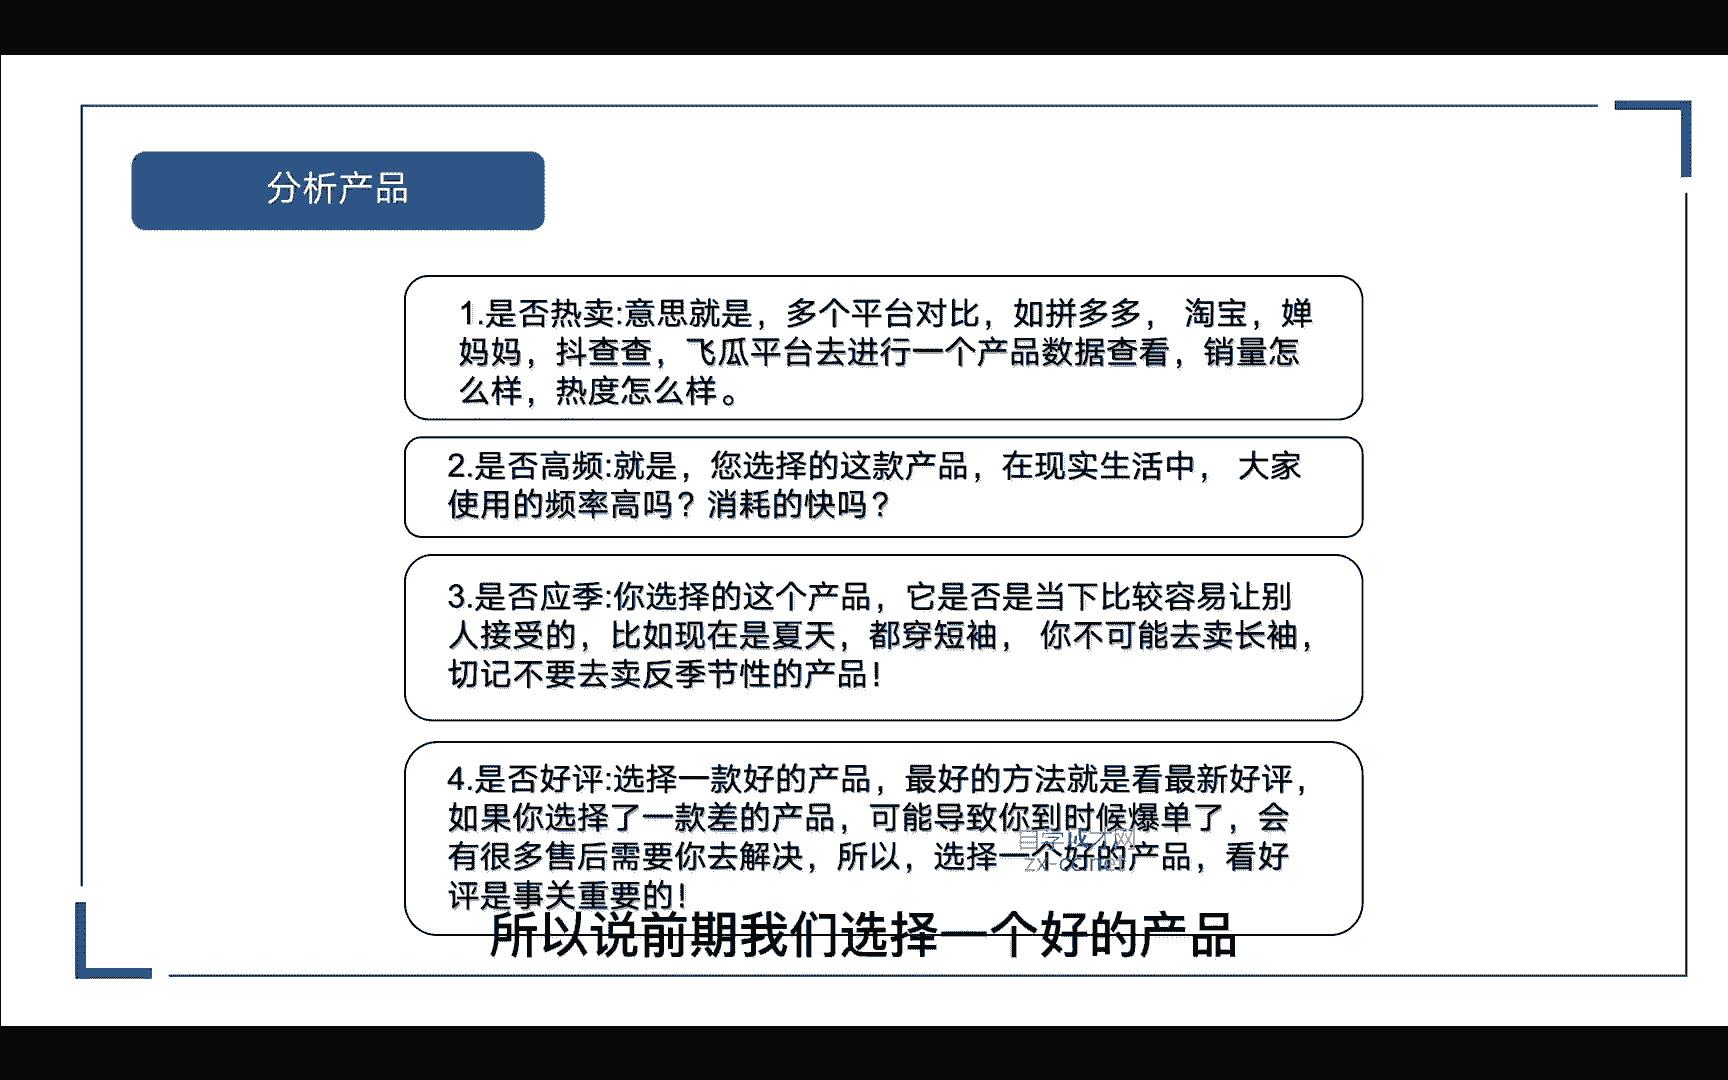 分析产品
1.是否热卖:意思就是，多个平台对比，如拼多多， 淘宝，婵
妈妈，抖查查，飞瓜平台去进行一个产品数据查看，销量怎
么样，热度怎么样。
2.是否高频:就是，您选择的这款产品，在现实生活中， 大家
使用的频率高吗？消耗的快吗？
3.是否应季:你选择的这个产品，它是否是当下比较容易让别
人接受的，比如现在是夏天，都穿短袖， 你不可能去卖长袖，
切记不要去卖反季节性的产品！
4.是否好评:选择一款好的产品，最好的方法就是看最新好评，
如果你选择了一款差的产品，可能导致你到时候爆单了，会
有很多售后需要你去解决，所以，选择一个好的产品，看好
评是事关重要的！
自学成才网
zx-cc.net
所以说前期我们选择一个好的产品